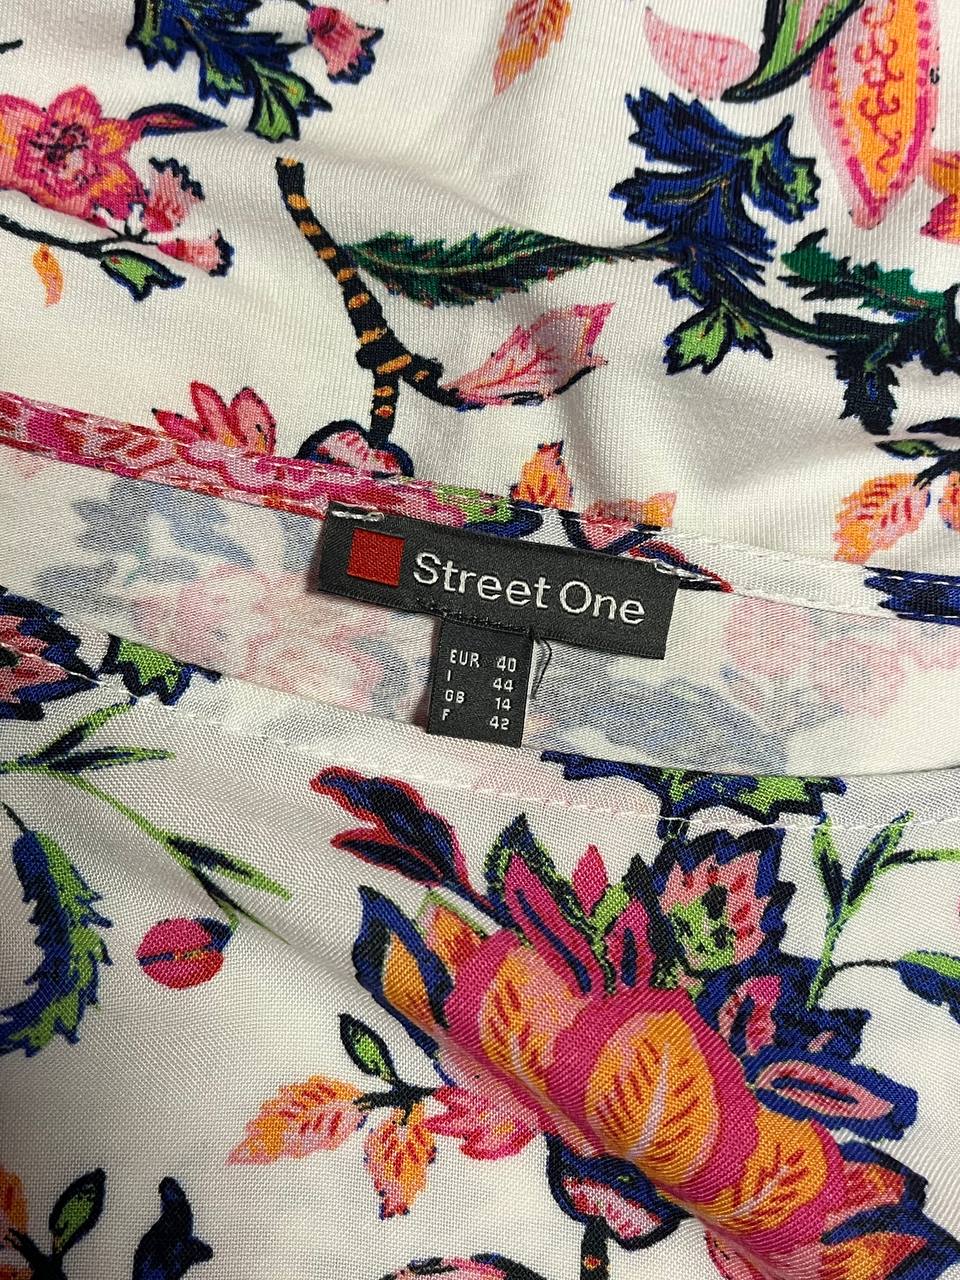 Street One
EUR 40
I 44
GB 14
F 42